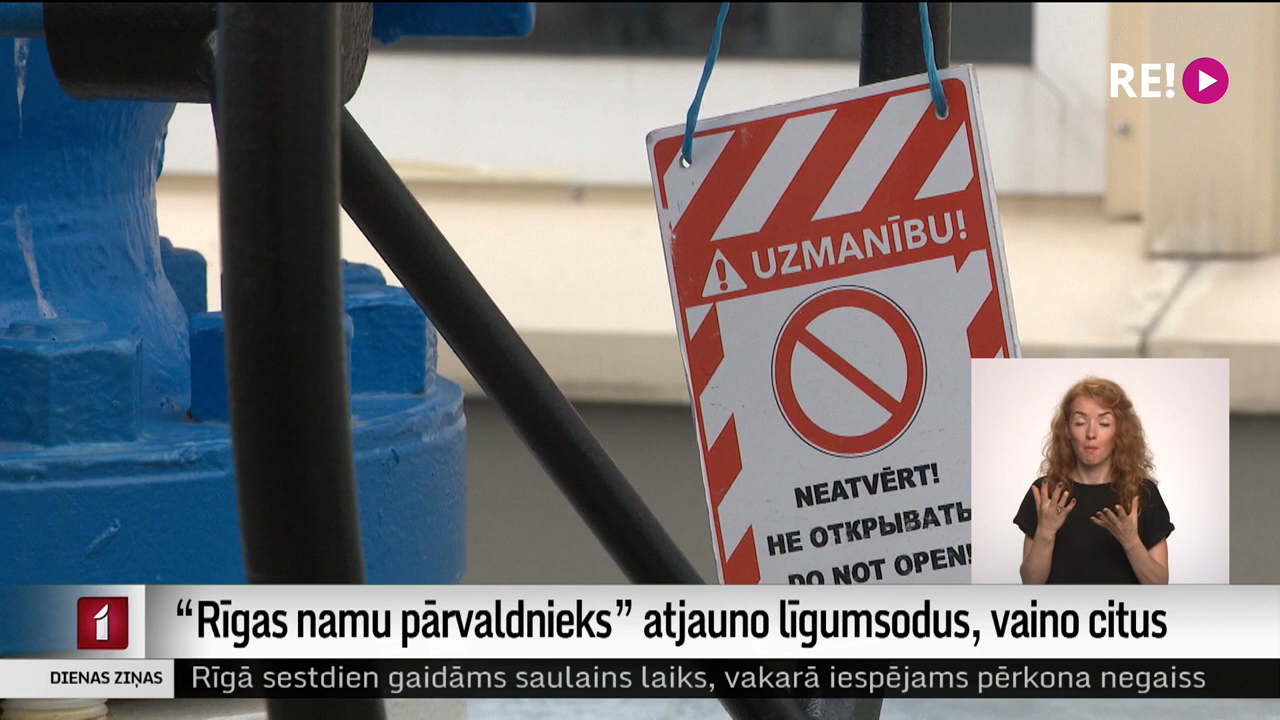 RE!
UZMANĪBU!
NEATVĒRT!
НЕ ОТКРЫВАТЬ
DO NOT OPEN!
1
“Rīgas namu pārvaldnieks” atjauno līgumsodus, vaino citus
DIENAS ZIŅAS
Rīgā sestdien gaidāms saulains laiks, vakarā iespējams pērkona negaiss